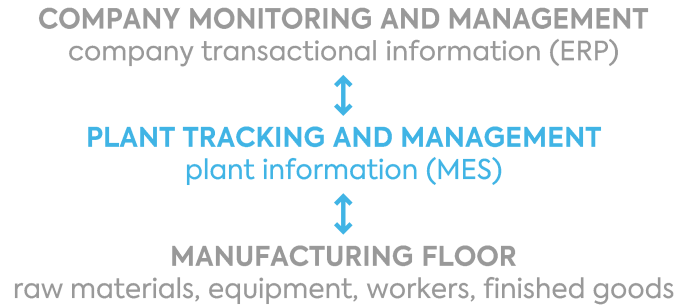 COMPANY MONITORING AND MANAGEMENT
company transactional information (ERP)
PLANT TRACKING AND MANAGEMENT
plant information (MES)
MANUFACTURING FLOOR
raw materials, equipment, workers, finished goods